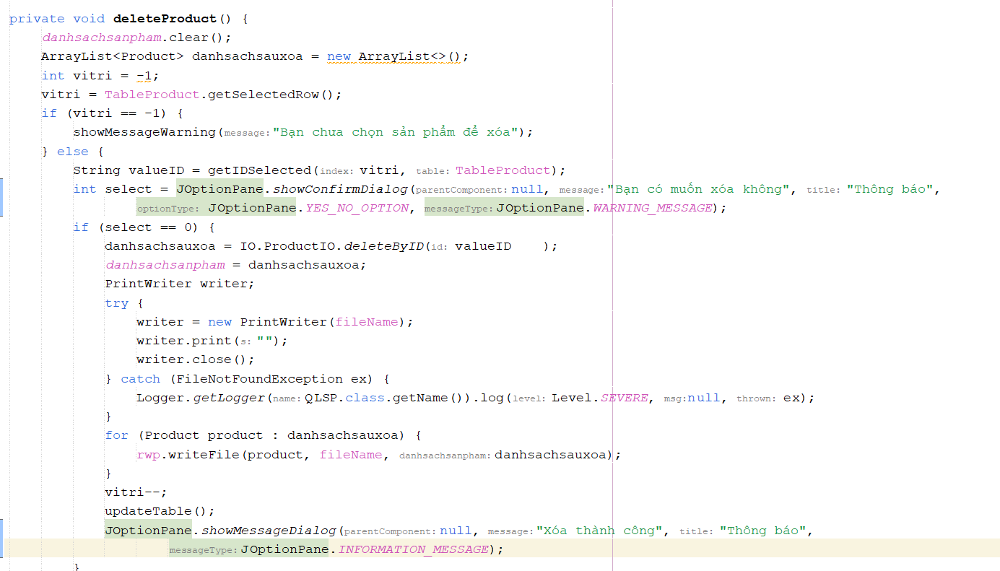 private void deleteProduct() {
danhsachsanpham.clear();
ArrayList<Product> danhsachsauxoa = new ArrayList<>();
int vitri = -1;
vitri = TableProduct.getSelectedRow();
if (vitri == -1) {
showMessageWarning(message:"Bạn chưa chọn sản phẩm để xóa");
} else {
String valueID = getIDSelected(index: vitri, table: TableProduct);
int select = JOptionPane.showConfirmDialog(parentComponent: null, message:"Bạn có muốn xóa không", title: "Thông báo",
optionType: JOptionPane.YES_NO_OPTION, messageType: JOptionPane.WARNING_MESSAGE);
if (select == 0) {
danhsachsauxoa = IO.ProductIO.deleteByID(id: valueID    );
danhsachsanpham = danhsachsauxoa;
PrintWriter writer;
try {
writer = new PrintWriter(fileName);
writer.print(s: "");
writer.close();
} catch (FileNotFoundException ex) {
Logger.getLogger(name: QLSP.class.getName()).log(level: Level.SEVERE, msg:null, thrown: ex);
}
for (Product product : danhsachsauxoa) {
rwp.writeFile(product, fileName, danhsachsanpham: danhsachsauxoa);
}
vitri--;
updateTable();
JOptionPane.showMessageDialog(parentComponent: null, message:"Xóa thành công", title: "Thông báo",
messageType: JOptionPane.INFORMATION_MESSAGE);
}